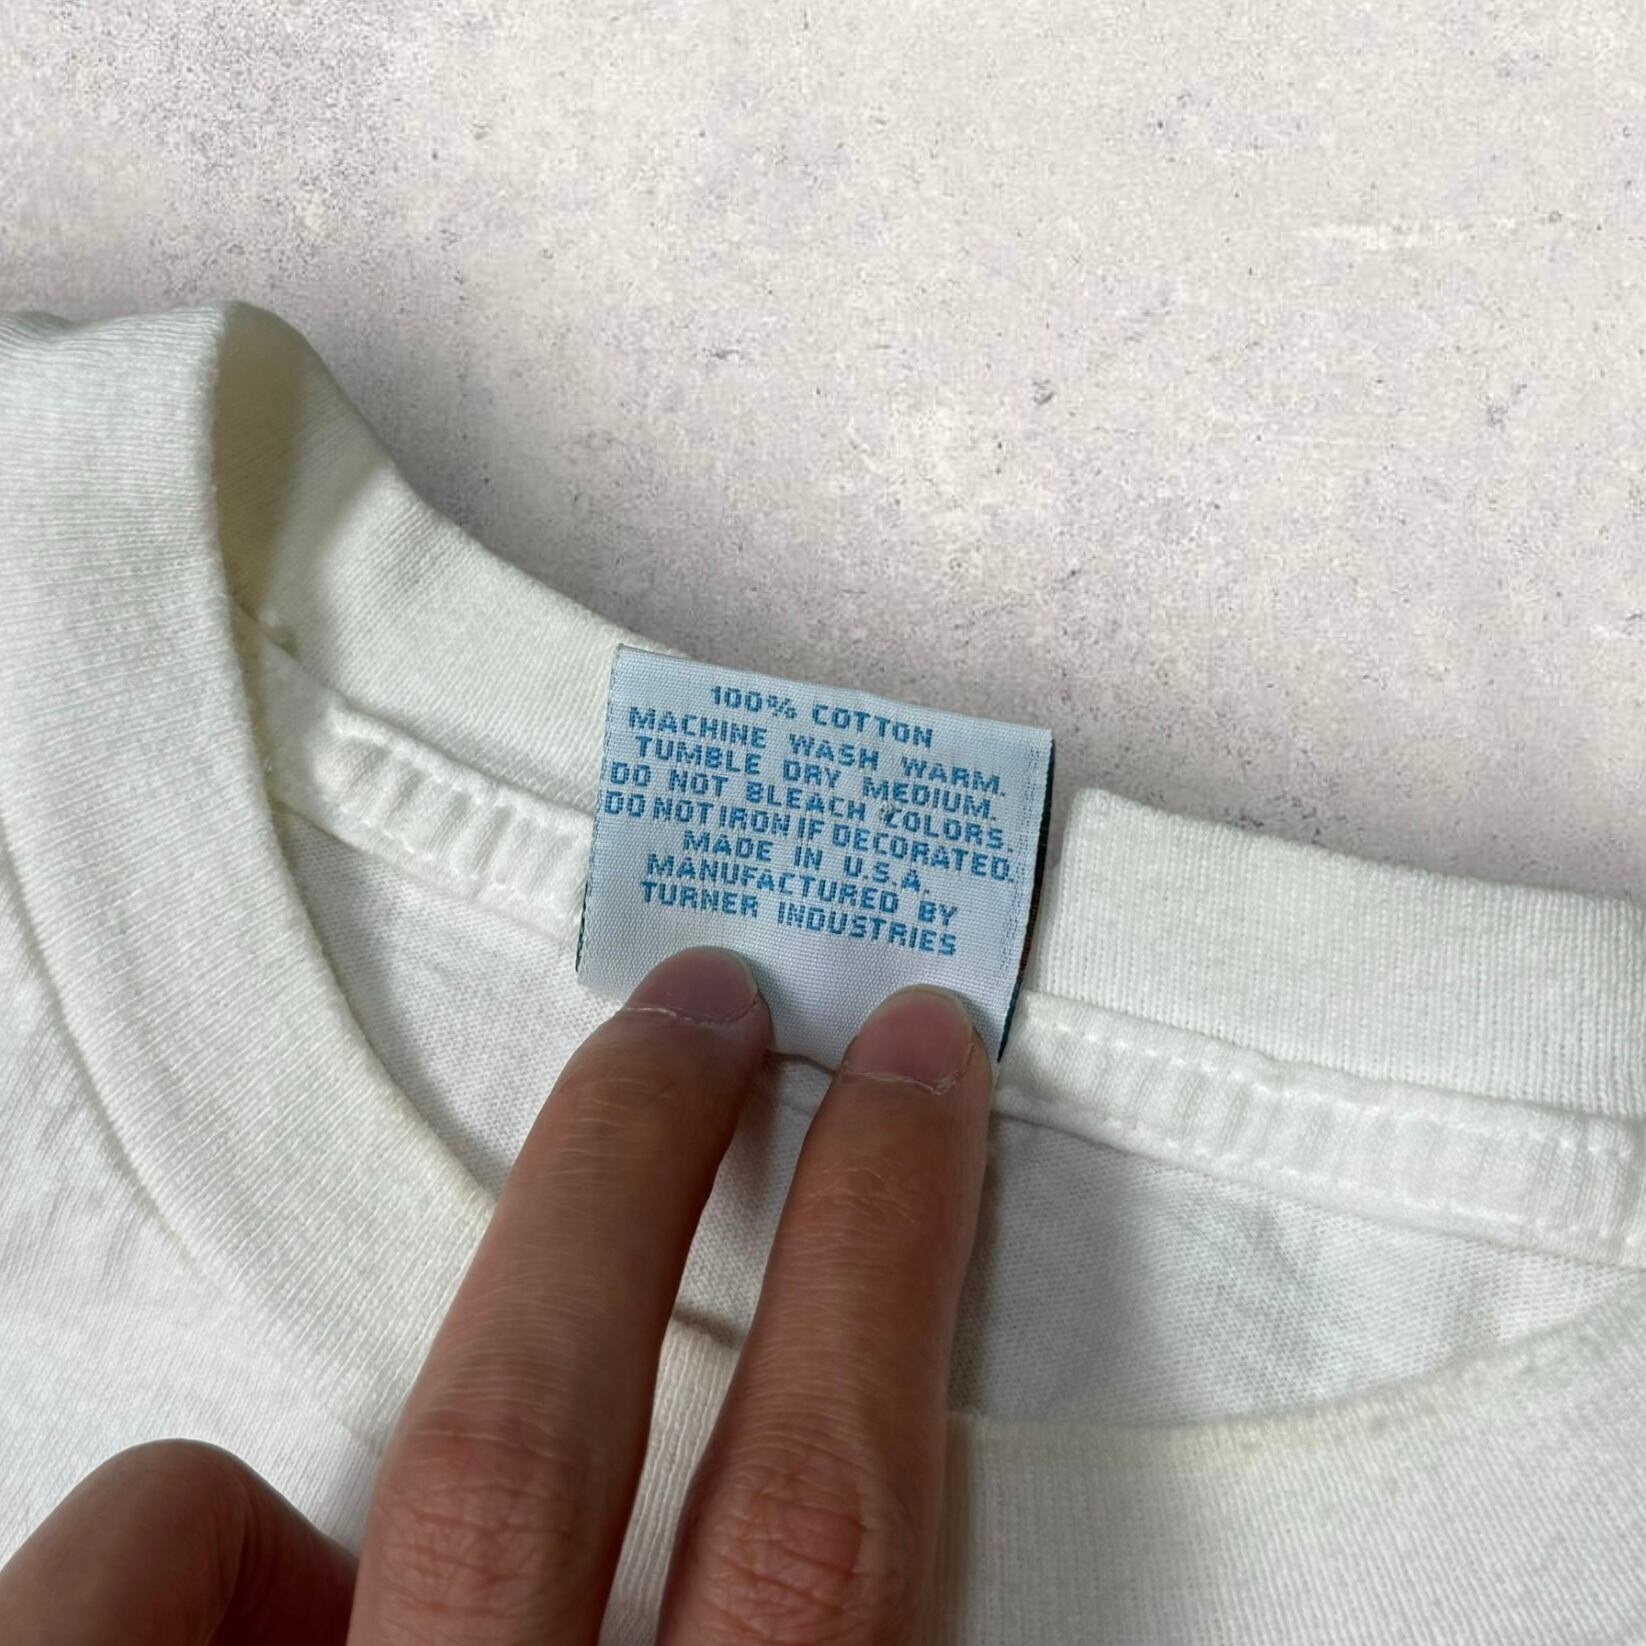 100% COTTON
MACHINE WASH WARM.
TUMBLE DRY MEDIUM.
DO NOT BLEACH COLORS.
DO NOT IRON IF DECORATED.
MADE IN U.S.A.
MANUFACTURED BY
TURNER INDUSTRIES